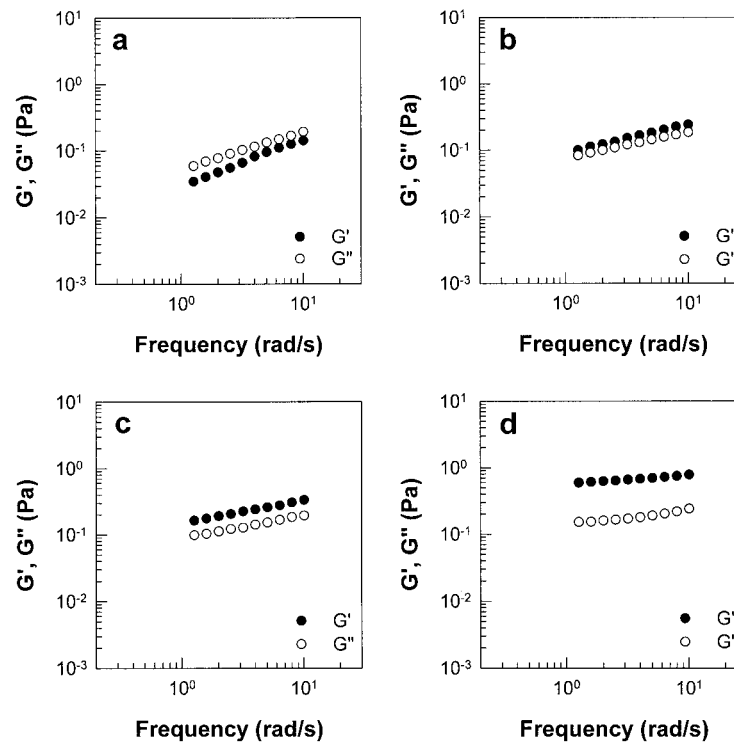 a
10¹
10⁰
10⁻¹
10⁻²
10⁻³
G', G" (Pa)
G'
G"
10⁰ 10¹
Frequency (rad/s)
b
10¹
10⁰
10⁻¹
10⁻²
10⁻³
G', G" (Pa)
G'
G'
10⁰ 10¹
Frequency (rad/s)
c
10¹
10⁰
10⁻¹
10⁻²
10⁻³
G', G" (Pa)
G'
G"
10⁰ 10¹
Frequency (rad/s)
d
10¹
10⁰
10⁻¹
10⁻²
10⁻³
G', G" (Pa)
G'
G'
10⁰ 10¹
Frequency (rad/s)